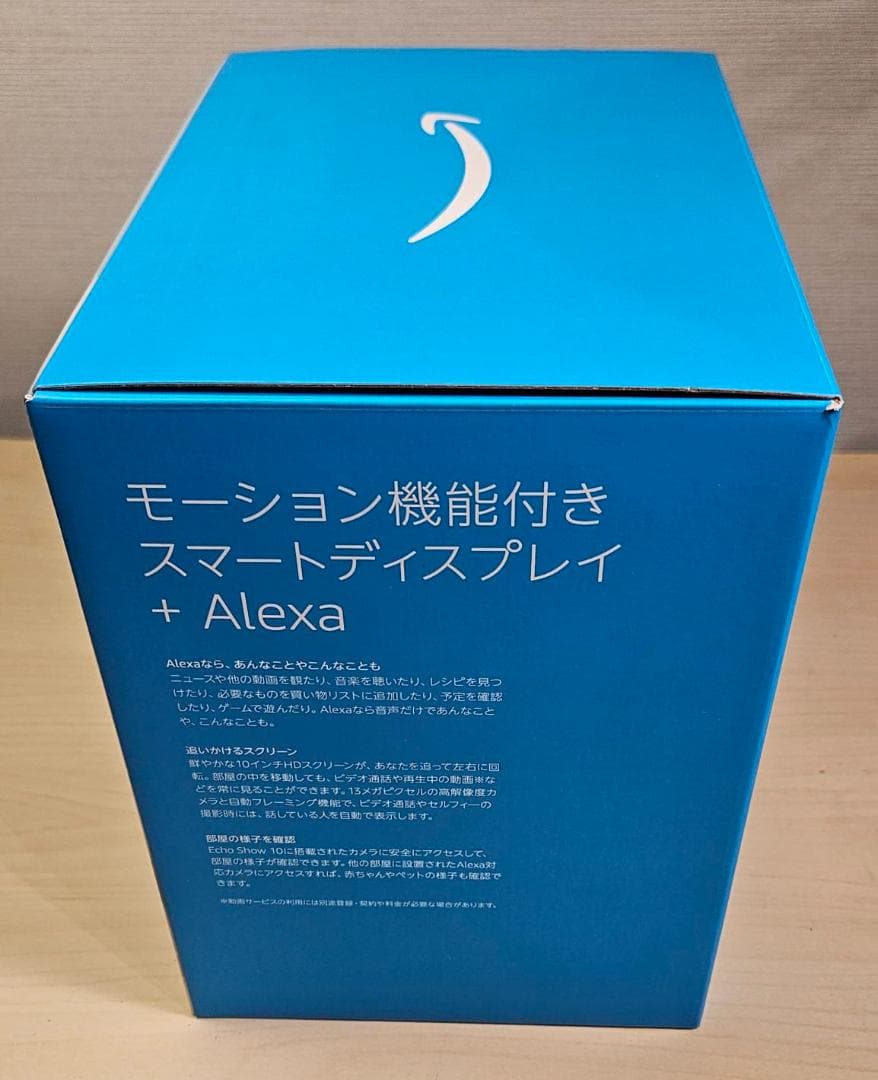 モーション機能付き
スマートディスプレイ
+ Alexa
Alexaなら、あんなことやこんなことも
ニュースや他の動画を観たり、音楽を聴いたり、レシピを見つ
けたり、必要なものを買い物リストに追加したり、予定を確認
したり、ゲームで遊んだり。Alexaなら音声だけであんなこと
や、こんなことも。
追いかけるスクリーン
鮮やかな10インチHDスクリーンが、あなたを追って左右に回
転。部屋の中を移動しても、ビデオ通話や再生中の動画※な
どを常に見ることができます。13メガピクセルの高解像度カ
メラと自動フレーミング機能で、ビデオ通話やセルフィーの
撮影時には、話している人を自動で表示します。
部屋の様子を確認
Echo Show 10に搭載されたカメラに安全にアクセスして、
部屋の様子が確認できます。他の部屋に設置されたAlexa対
応カメラにアクセスすれば、赤ちゃんやペットの様子も確認で
きます。
※動画サービスの利用には別途登録・契約や料金が必要な場合があります。